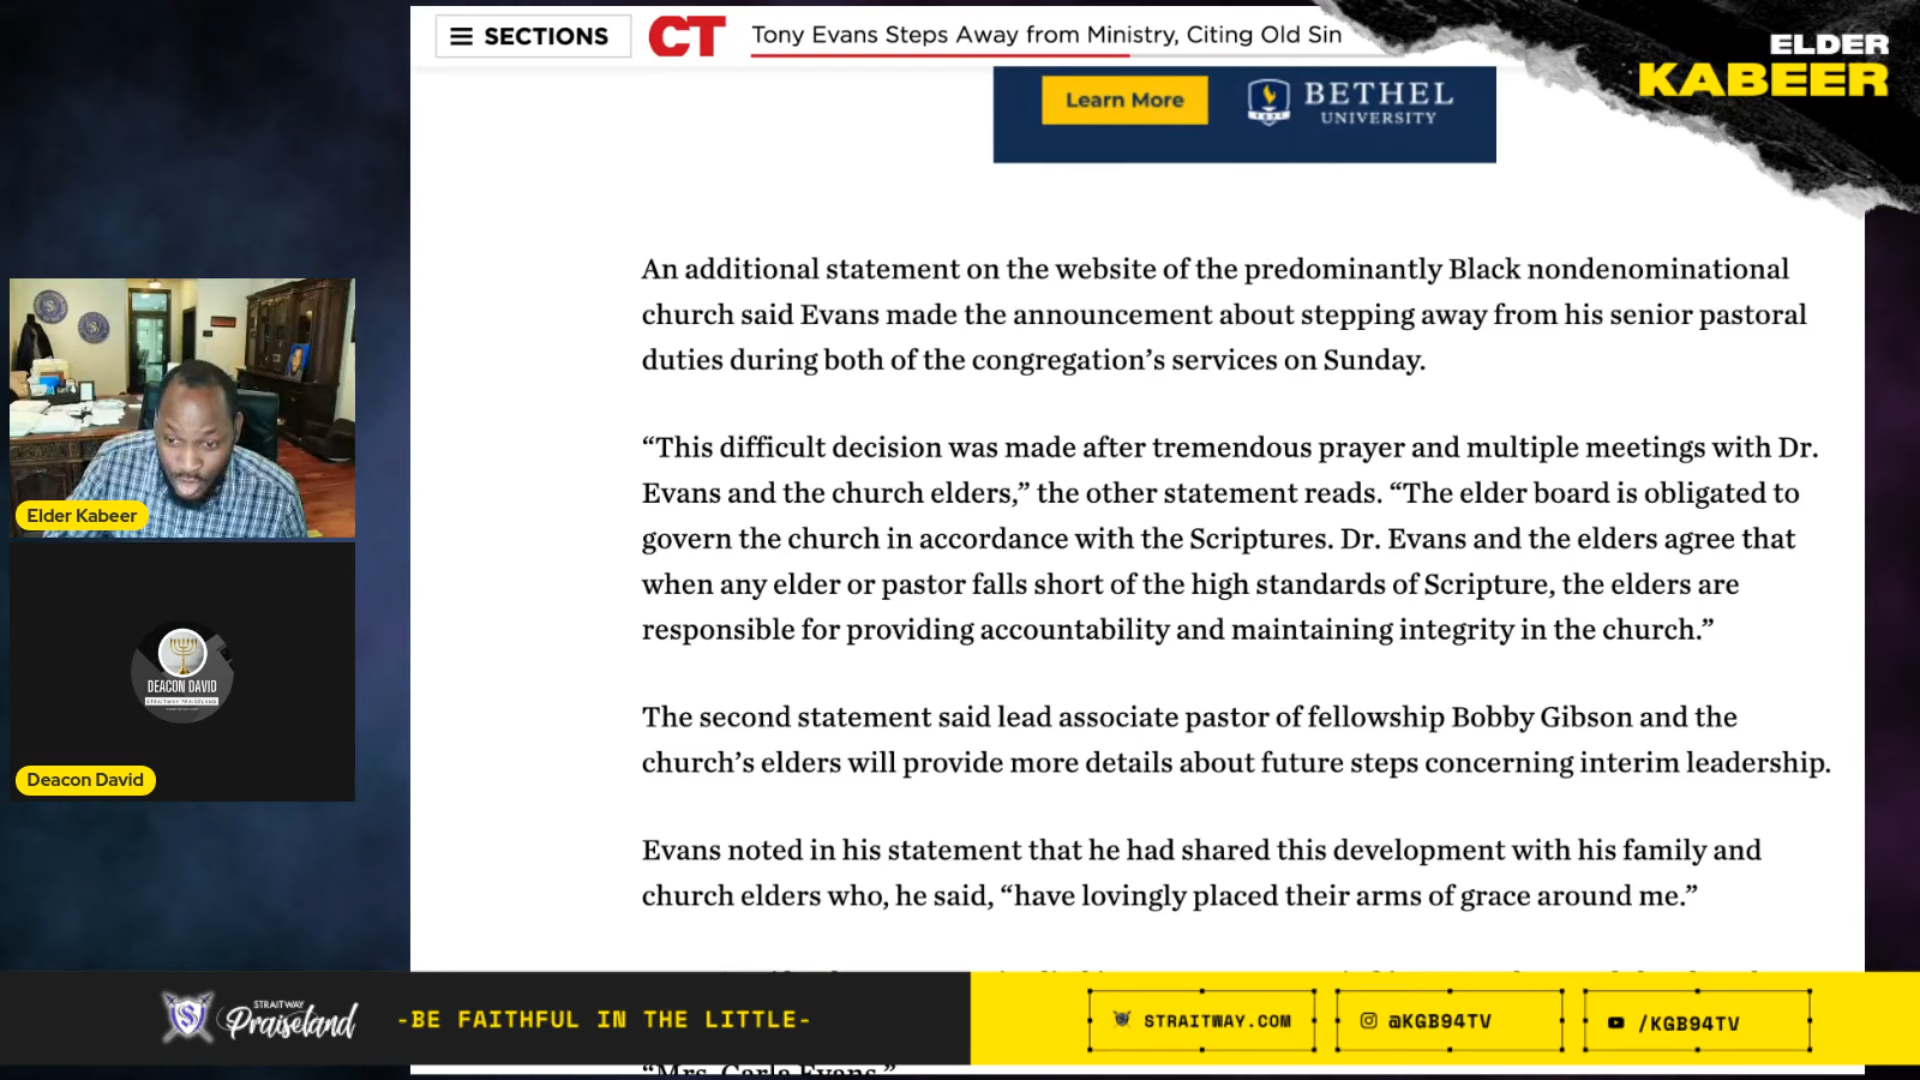 SECTIONS
CT
Tony Evans Steps Away from Ministry, Citing Old Sin
ELDER
KABEER
Learn More
BETHEL
UNIVERSITY
An additional statement on the website of the predominantly Black nondenominational
church said Evans made the announcement about stepping away from his senior pastoral
duties during both of the congregation’s services on Sunday.
“This difficult decision was made after tremendous prayer and multiple meetings with Dr.
Evans and the church elders,” the other statement reads. “The elder board is obligated to
govern the church in accordance with the Scriptures. Dr. Evans and the elders agree that
when any elder or pastor falls short of the high standards of Scripture, the elders are
responsible for providing accountability and maintaining integrity in the church.”
The second statement said lead associate pastor of fellowship Bobby Gibson and the
church’s elders will provide more details about future steps concerning interim leadership.
Evans noted in his statement that he had shared this development with his family and
church elders who, he said, “have lovingly placed their arms of grace around me.”
Elder Kabeer
DEACON DAVID
STRAITWAY PRAISELAND
Deacon David
STRAITWAY
Praiseland
-BE FAITHFUL IN THE LITTLE-
STRAITWAY.COM
@KGB94TV
/KGB94TV
“Mrs. Carla Evans.”